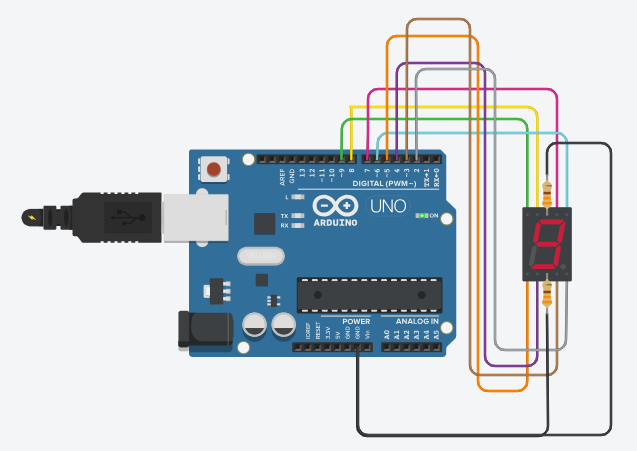 AREF
GND
13
12
~11
~10
~9
8
7
~6
~5
4
~3
2
TX→1
RX←0
DIGITAL (PWM~)
L
TX
RX
ARDUINO
UNO
ON
POWER
ANALOG IN
IOREF
RESET
3.3V
5V
GND
GND
Vin
A0
A1
A2
A3
A4
A5
9